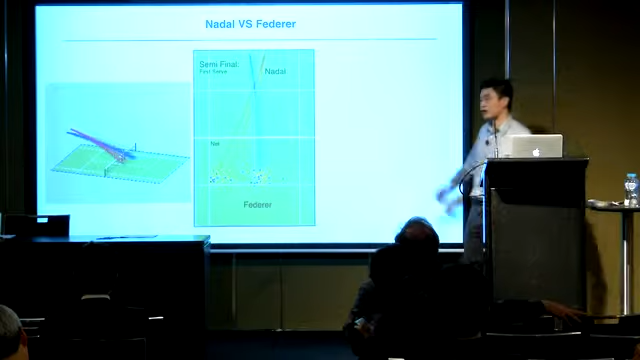 Nadal VS Federer
Semi Final:
First Serve
Nadal
Net
Federer